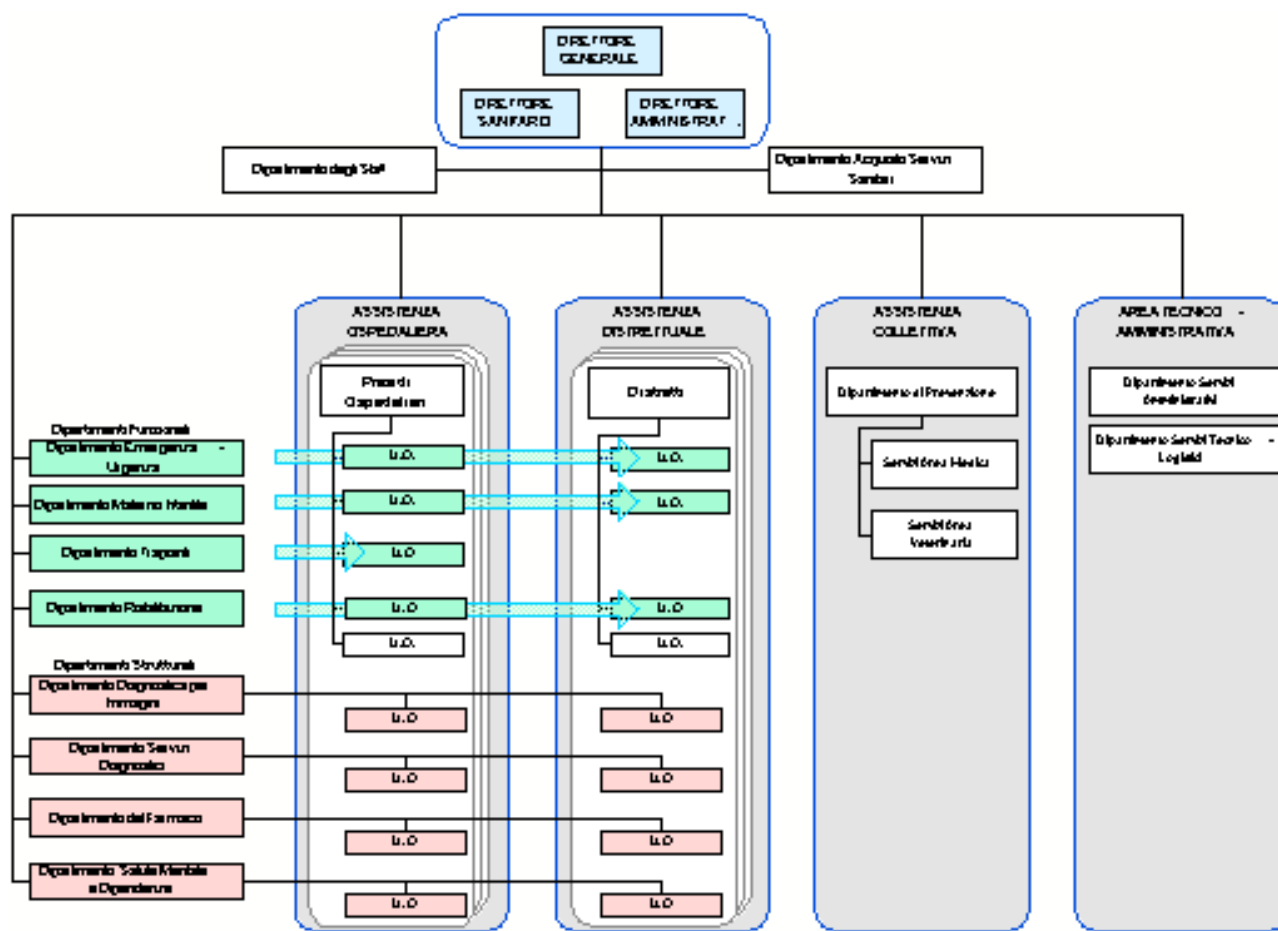 DIRETTORE
GENERALE
DIRETTORE
SANITARIO
DIRETTORE
AMMINISTRAT .
Dipartimento degli Staff
Dipartimento Acquisto Servizi
Sanitari
ASSISTENZA
OSPEDALIERA
ASSISTENZA
DISTRETTUALE
ASSISTENZA
COLLETTIVA
AREA TECNICO -
AMMINISTRATIVA
Presidi
Ospedalieri
Distretti
Dipartimento di Prevenzione
Dipartimento Servizi
Dipartimento Servizi Tecnico -
Logistici
Dipartimenti Funzionali
Dipartimento Emergenza -
Urgenza
U.O.
U.O.
Servizi Area Medica
Dipartimento Materno Infantile
U.O.
U.O.
Servizi Area
Veterinaria
Dipartimento Trapianti
U.O
Dipartimento Riabilitazione
U.O
U.O
U.O.
U.O.
Dipartimenti Strutturali
Dipartimento Diagnostica per
Immagini
U.O
U.O
Dipartimento Servizi
Diagnostici
U.O
U.O
Dipartimento del Farmaco
U.O
U.O
Dipartimento Salute Mentale
e Dipendenze
U.O
U.O